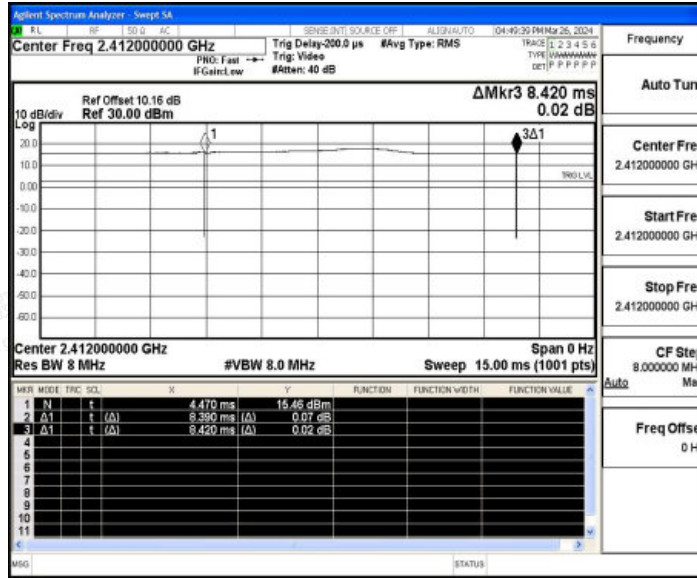 Agilent Spectrum Analyzer - Swept SA
RL RF 50 Ω AC SENSE:INT SOURCE OFF ALIGNAUTO 04:49:39 PM Mar 26, 2024
Center Freq 2.412000000 GHz
PNO: Fast
IFGain:Low
Trig Delay-200.0 µs
Trig: Video
#Atten: 40 dB
#Avg Type: RMS
TRACE 1 2 3 4 5 6
TYPE
DET P P P P P P
Ref Offset 10.16 dB
10 dB/div Ref 30.00 dBm
Log
ΔMkr3 8.420 ms
0.02 dB
1
3Δ1
20.0
10.0
TRIG LVL
0.00
-10.0
-20.0
-30.0
-40.0
-50.0
-60.0
Center 2.412000000 GHz Span 0 Hz
Res BW 8 MHz #VBW 8.0 MHz Sweep 15.00 ms (1001 pts)
MKR MODE TRC SCL X Y FUNCTION FUNCTION WIDTH FUNCTION VALUE
1 N t 4.470 ms 15.46 dBm
2 Δ1 t (Δ) 8.390 ms (Δ) 0.07 dB
3 Δ1 t (Δ) 8.420 ms (Δ) 0.02 dB
4
5
6
7
8
9
10
11
MSG STATUS
Frequency
Auto Tun
Center Fre
2.412000000 GH
Start Fre
2.412000000 GH
Stop Fre
2.412000000 GH
CF Ste
8.000000 MH
Auto Ma
Freq Offse
0 H